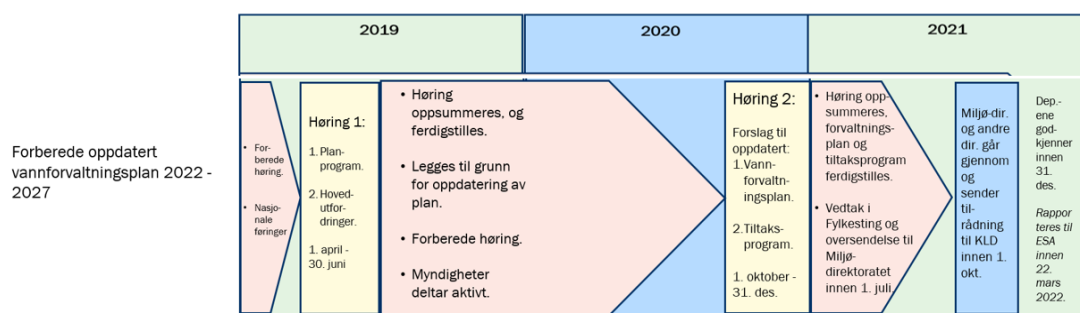 2019
2020
2021
Forberede oppdatert
vannforvaltningsplan 2022 -
2027
• For-
berede
høring.
• Nasjo-
nale
føringer
Høring 1:
1. Plan-
program.
2. Hoved-
utfor-
dringer.
1. april -
30. juni
• Høring
oppsummeres, og
ferdigstilles.
• Legges til grunn
for oppdatering av
plan.
• Forberede høring.
• Myndigheter
deltar aktivt.
Høring 2:
Forslag til
oppdatert:
1. Vann-
forvalt-
ningsplan.
2.Tiltaks-
program.
1. oktober -
31. des.
• Høring opp-
summeres,
forvaltnings-
plan og
tiltaksprogram
ferdigstilles.
• Vedtak i
Fylkesting og
oversendelse til
Miljø-
direktoratet
innen 1. juli.
Miljø-dir.
og andre
dir. går
gjennom
og
sender
til-
rådning
til KLD
innen 1.
okt.
Dep.-
ene
god-
kjenner
innen
31.
des.
Rappor
teres til
ESA
innen
22.
mars
2022.